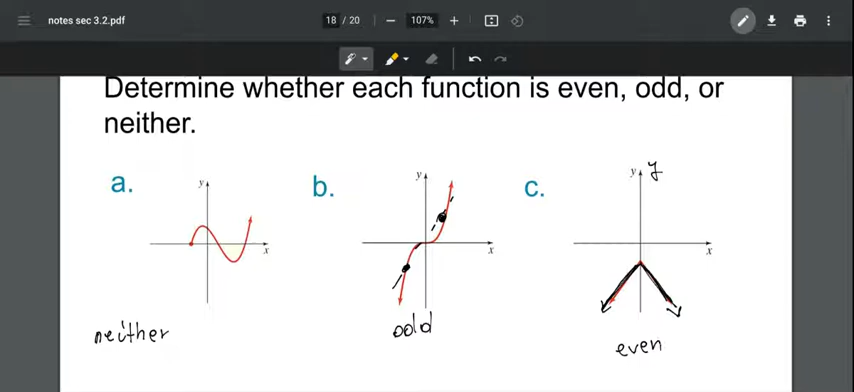 notes sec 3.2.pdf
18 / 20
107%
Determine whether each function is even, odd, or
neither.
a.
y
x
b.
y
x
c.
y
y
x
neither
odd
even